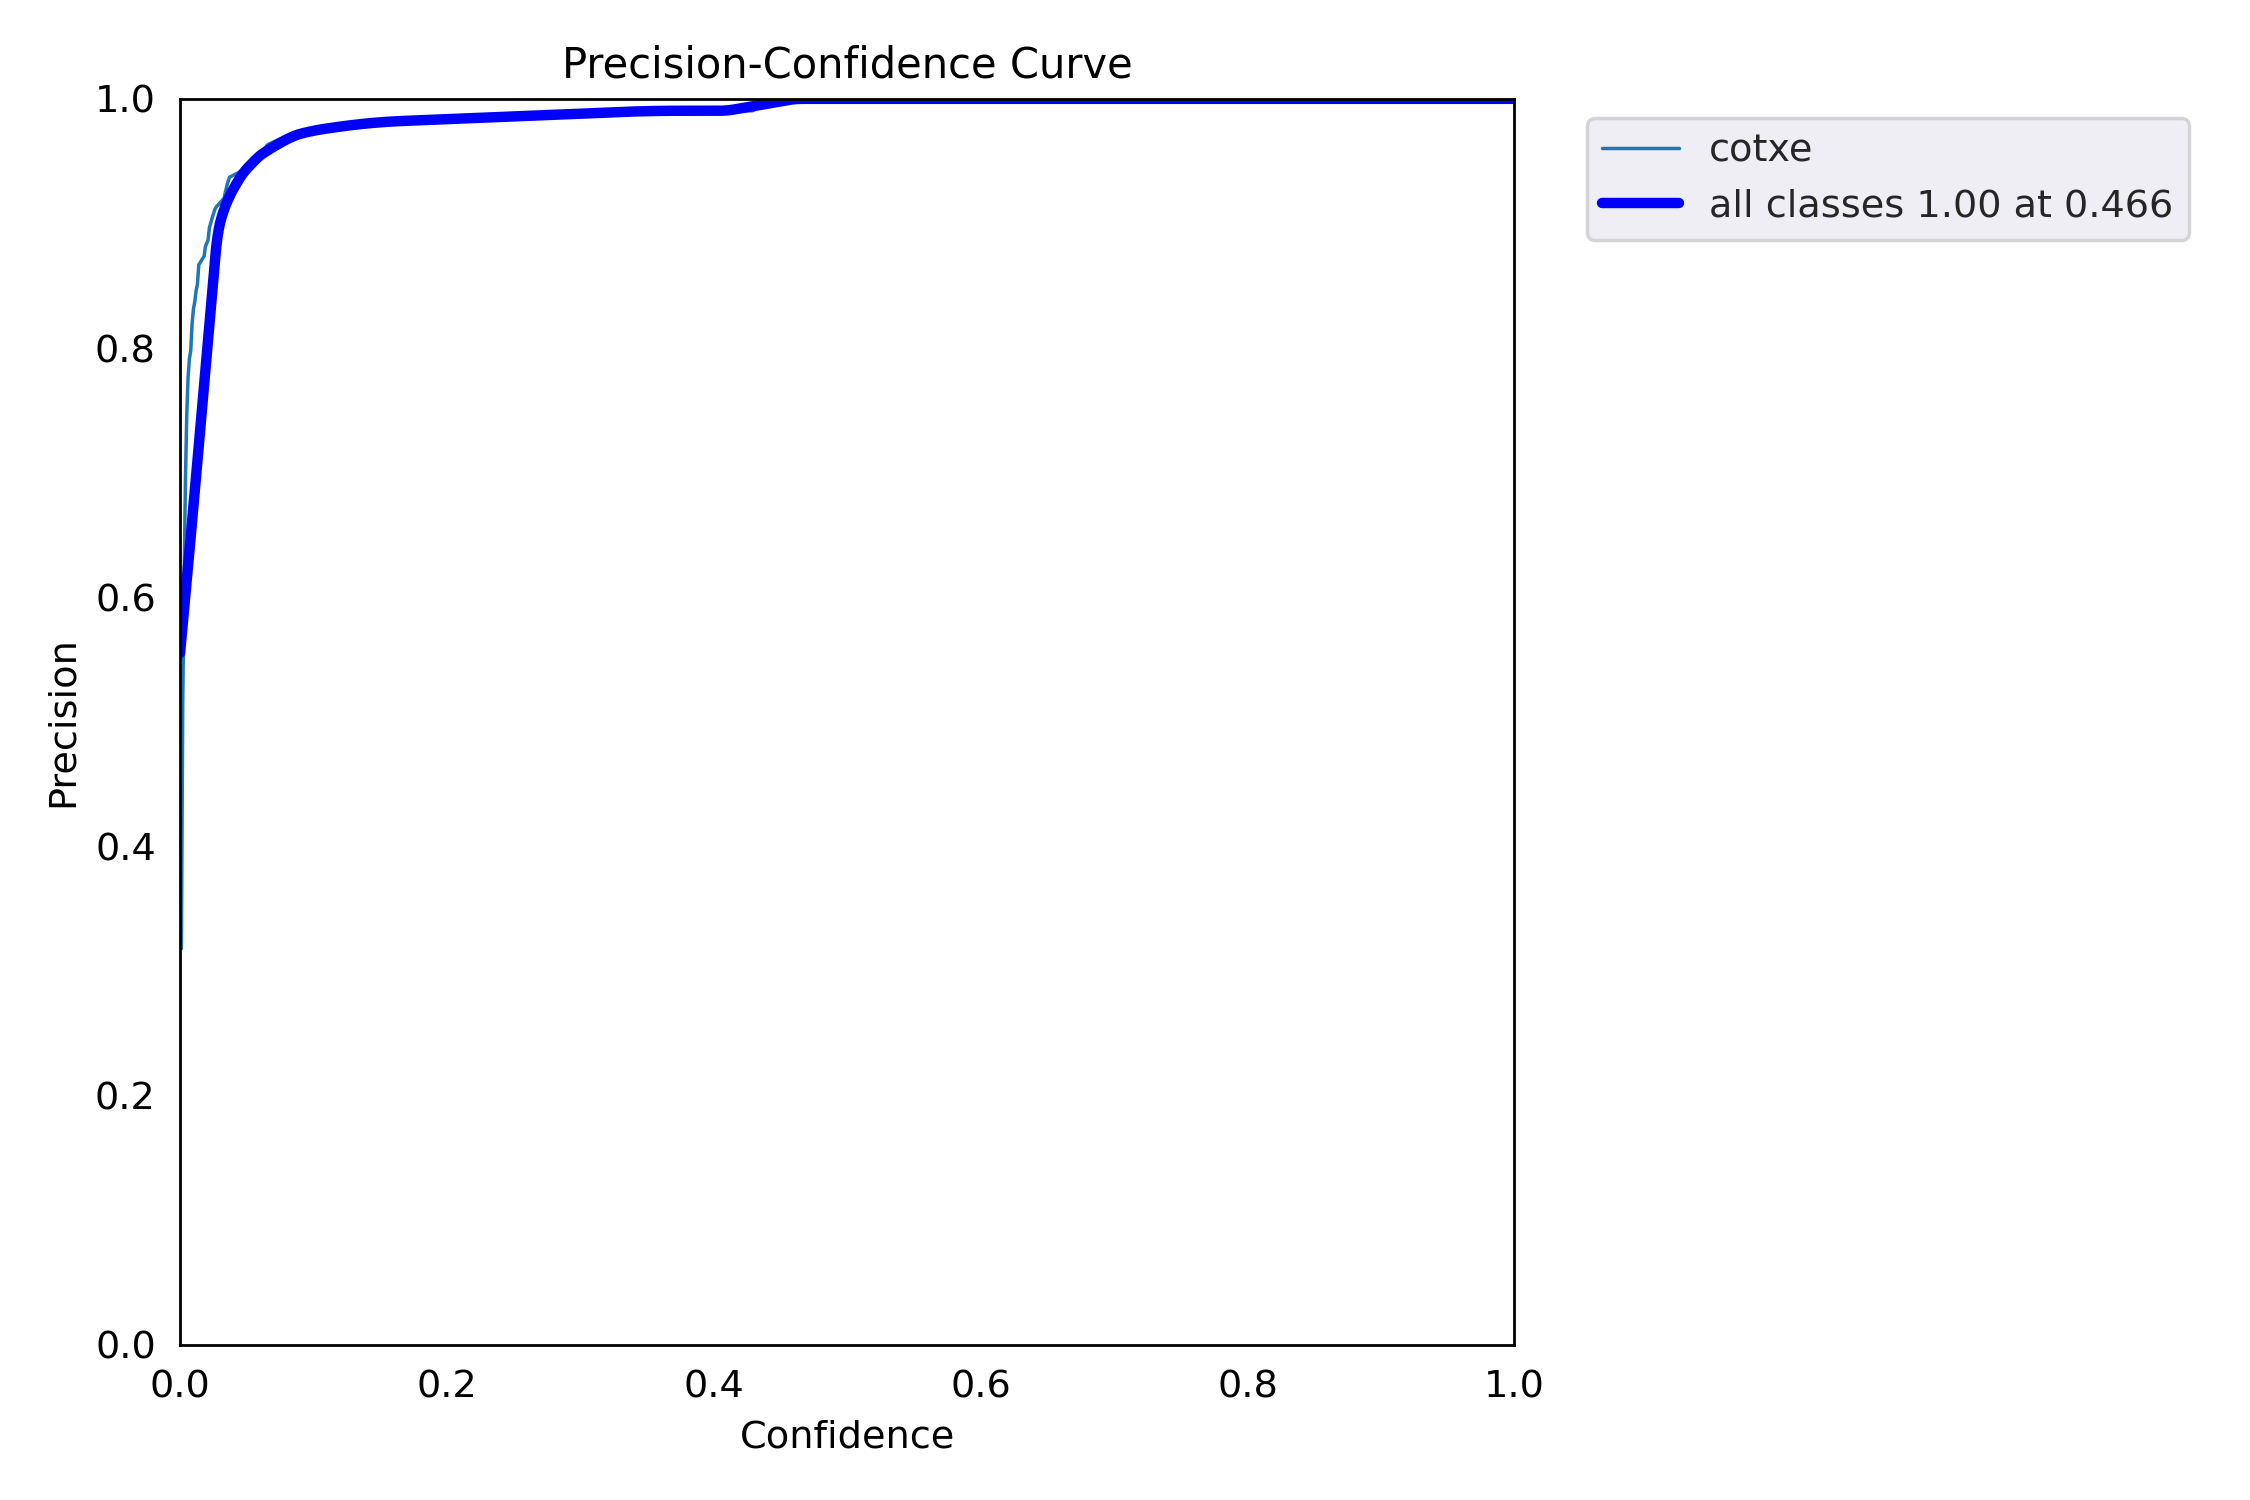 Precision-Confidence Curve
1.0
0.8
0.6
0.4
0.2
0.0
Precision
0.0 0.2 0.4 0.6 0.8 1.0
Confidence
cotxe
all classes 1.00 at 0.466